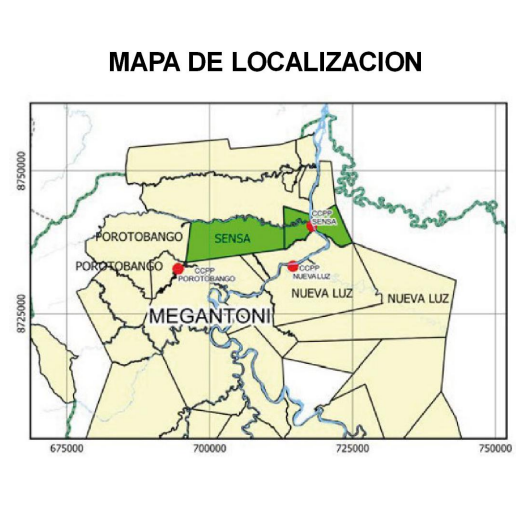 MAPA DE LOCALIZACION
8750000
CCPP
SENSA
POROTOBANGO
SENSA
POROTOBANGO
CCPP
POROTOBANGO
CCPP
NUEVA LUZ
NUEVA LUZ
NUEVA LUZ
MEGANTONI
8725000
675000
700000
725000
750000